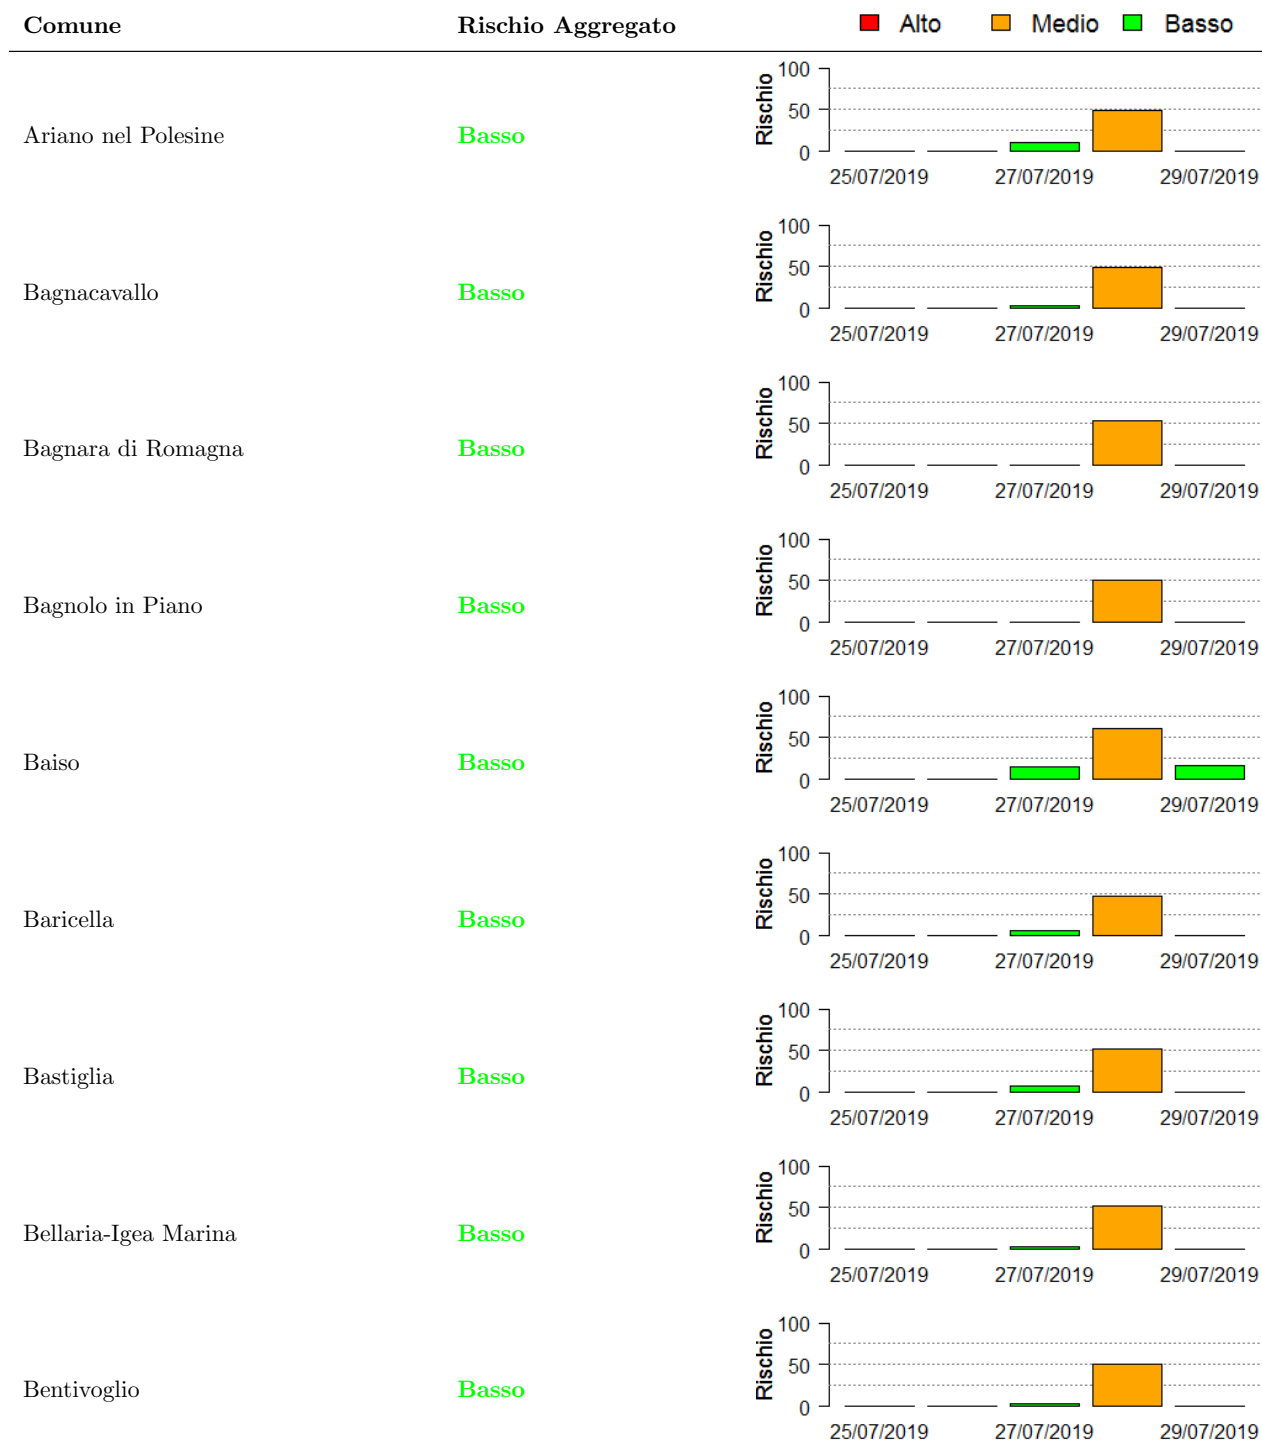 Comune Rischio Aggregato Alto Medio Basso
100
50
0
Rischio
Ariano nel Polesine Basso
25/07/2019 27/07/2019 29/07/2019
100
50
0
Rischio
Bagnacavallo Basso
25/07/2019 27/07/2019 29/07/2019
100
50
0
Rischio
Bagnara di Romagna Basso
25/07/2019 27/07/2019 29/07/2019
100
50
0
Rischio
Bagnolo in Piano Basso
25/07/2019 27/07/2019 29/07/2019
100
50
0
Rischio
Baiso Basso
25/07/2019 27/07/2019 29/07/2019
100
50
0
Rischio
Baricella Basso
25/07/2019 27/07/2019 29/07/2019
100
50
0
Rischio
Bastiglia Basso
25/07/2019 27/07/2019 29/07/2019
100
50
0
Rischio
Bellaria-Igea Marina Basso
25/07/2019 27/07/2019 29/07/2019
100
50
0
Rischio
Bentivoglio Basso
25/07/2019 27/07/2019 29/07/2019